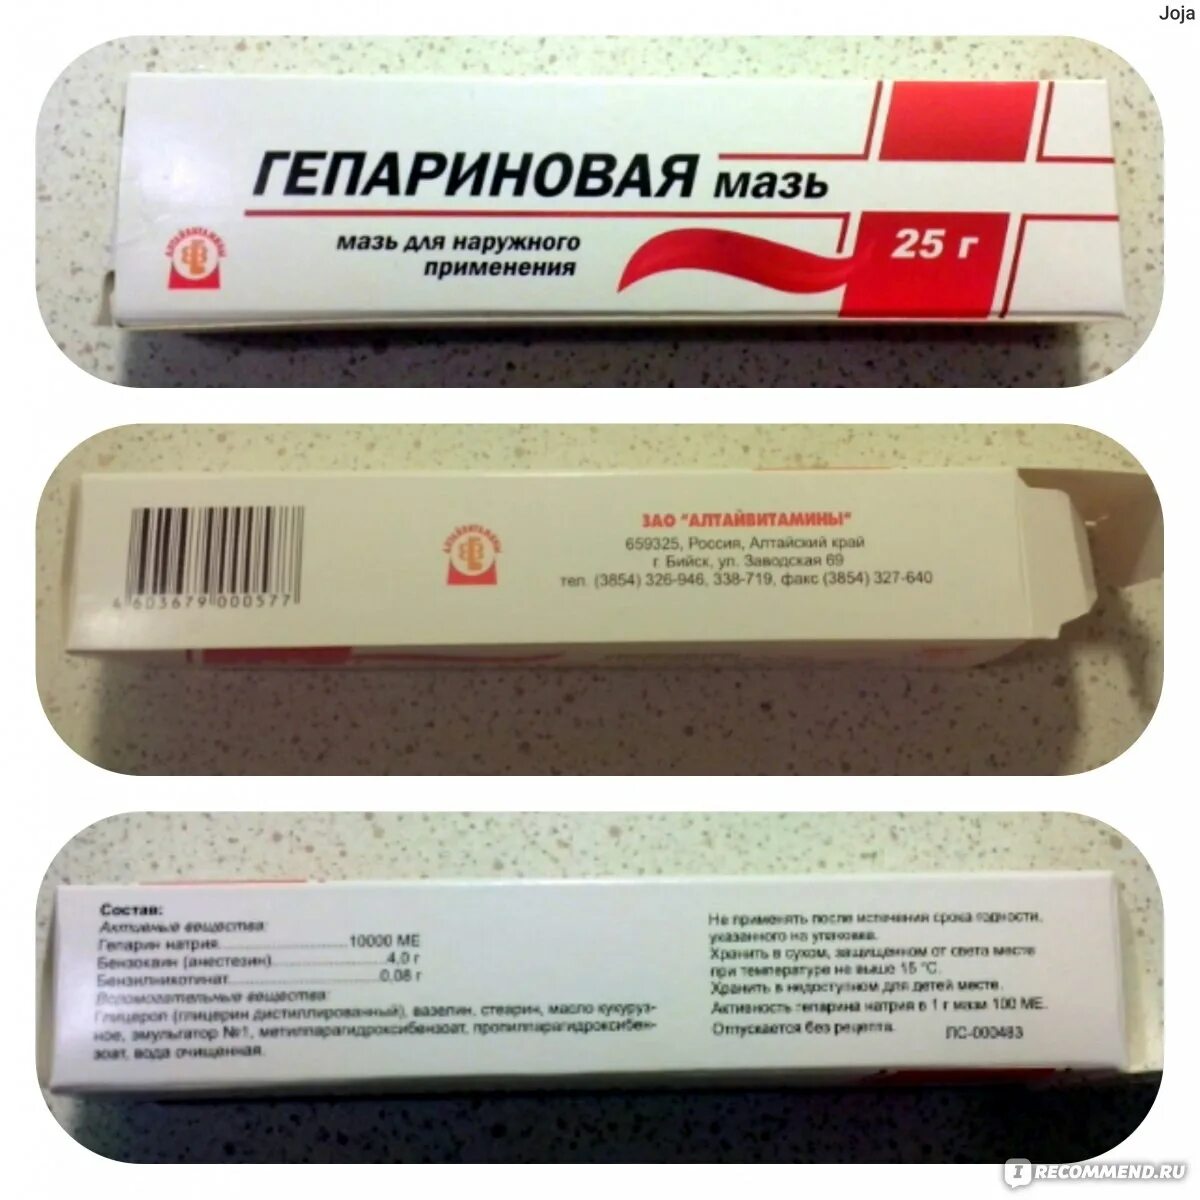 Joja
ГЕПАРИНОВАЯ мазь
мазь для наружного
применения
25 г
АЛТАЙВИТАМИНЫ
4 603679 000577
АЛТАЙВИТАМИНЫ
ЗАО "АЛТАЙВИТАМИНЫ"
659325, Россия, Алтайский край
г. Бийск, ул. Заводская 69
тел. (3854) 326-946, 338-719, факс (3854) 327-640
Состав:
Активные вещества:
Гепарин натрия....................10000 МЕ
Бензокаин (анестезин)....................4,0 г
Бензилникотинат....................0,08 г
Вспомогательные вещества:
Глицерол (глицерин дистиллированный), вазелин, стеарин, масло кукуруз-
ное, эмульгатор №1, метилпарагидроксибензоат, пропилпарагидроксибен-
зоат, вода очищенная.
Не применять после истечения срока годности,
указанного на упаковке.
Хранить в сухом, защищенном от света месте
при температуре не выше 15 °С.
Хранить в недоступном для детей месте.
Активность гепарина натрия в 1 г мази 100 МЕ.
Отпускается без рецепта. ЛС-000483
I RECOMMEND.RU